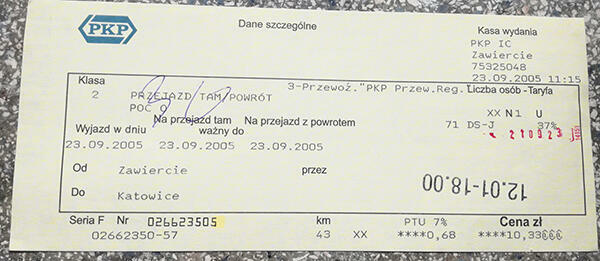 PKP
Dane szczególne
Kasa wydania
PKP IC
Zawiercie
75325048
23.09.2005 11:15
Klasa
3-Przewoź."PKP Przew.Reg.
Liczba osób -Taryfa
2 PRZEJAZD TAM/POWRÓT
POC O
XX N1 U
Na przejazd tam Na przejazd z powrotem
71 DS-J 37%
Wyjazd w dniu ważny do
210923
23.09.2005 23.09.2005 23.09.2005
Od Zawiercie przez
12.01-18.00
Do Katowice
Seria F Nr 026623505 km PTU 7% Cena zł
02662350-57 43 XX ****0,68 ****10,33€€€